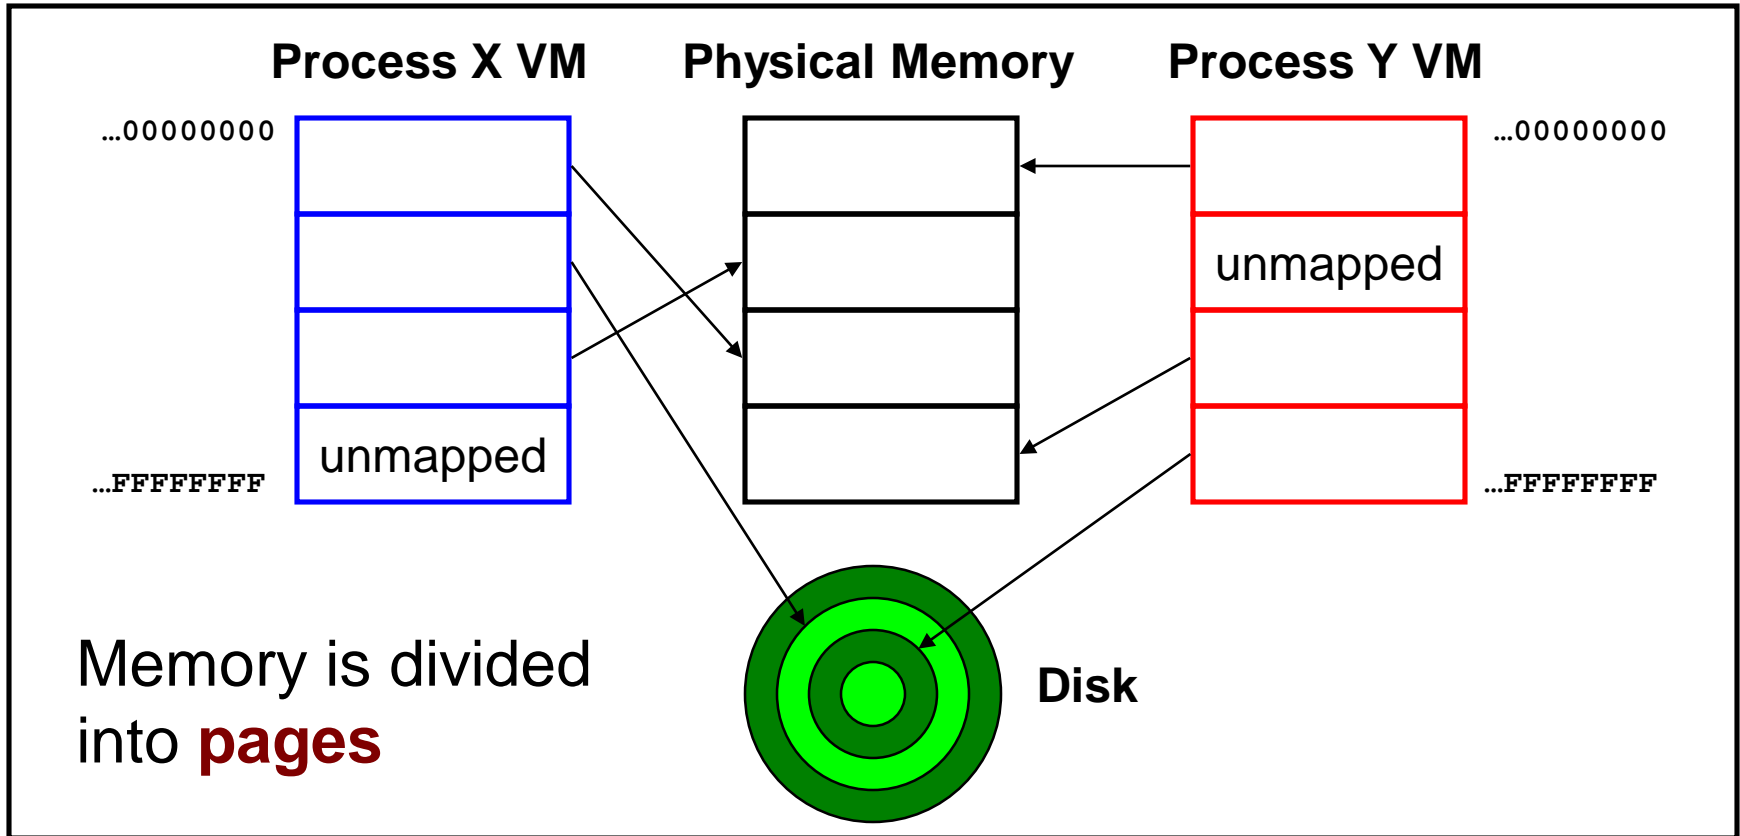 Process X VM
Physical Memory
Process Y VM
…00000000
…00000000
unmapped
unmapped
…FFFFFFFF
…FFFFFFFF
Memory is divided
into pages
Disk